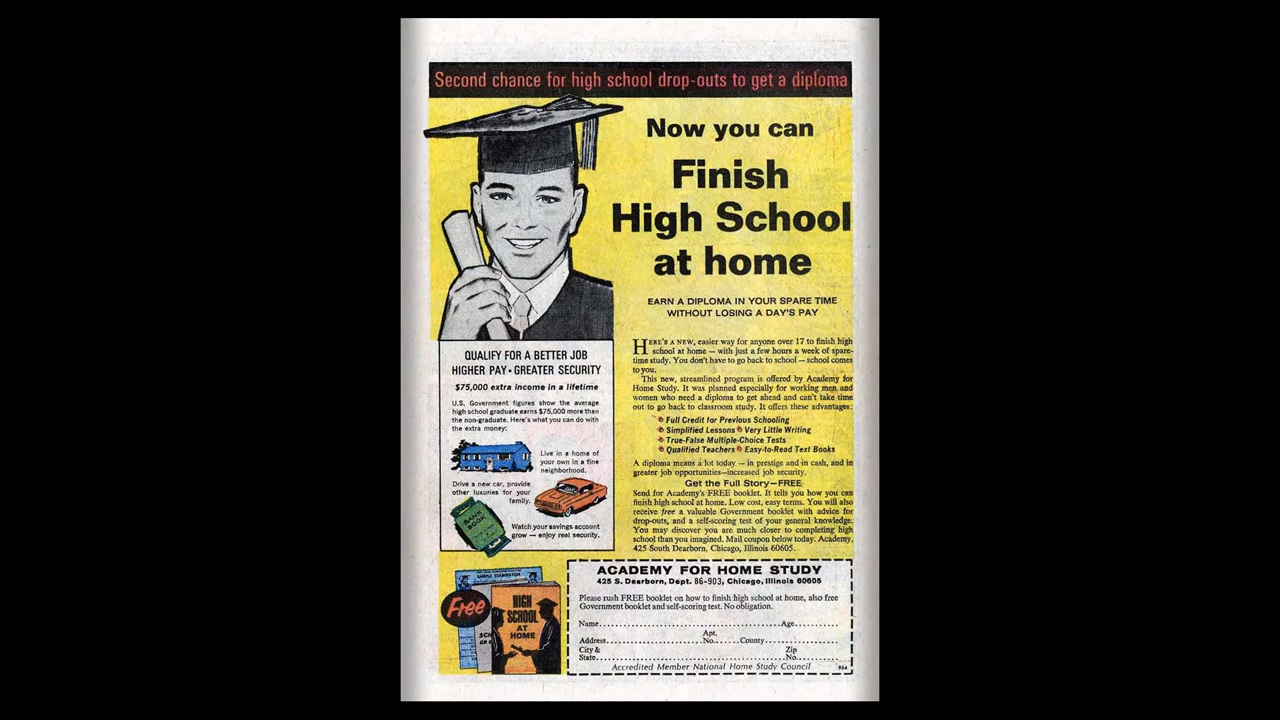 Second chance for high school drop-outs to get a diploma
Now you can
Finish
High School
at home
EARN A DIPLOMA IN YOUR SPARE TIME
WITHOUT LOSING A DAY'S PAY
QUALIFY FOR A BETTER JOB
HIGHER PAY • GREATER SECURITY
$75,000 extra income in a lifetime
U.S. Government figures show the average
high school graduate earns $75,000 more than
the non-graduate. Here's what you can do with
the extra money:
Live in a home of
your own in a fine
neighborhood.
Drive a new car, provide
other luxuries for your
family.
BANK
BOOK
Watch your savings account
grow — enjoy real security.
HERE'S A NEW, easier way for anyone over 17 to finish high
school at home — with just a few hours a week of spare-
time study. You don't have to go back to school — school comes
to you.
This new, streamlined program is offered by Academy for
Home Study. It was planned especially for working men and
women who need a diploma to get ahead and can't take time
out to go back to classroom study. It offers these advantages:
Full Credit for Previous Schooling
Simplified Lessons Very Little Writing
True-False Multiple-Choice Tests
Qualified Teachers Easy-to-Read Text Books
A diploma means a lot today — in prestige and in cash, and in
greater job opportunities—increased job security.
Get the Full Story—FREE
Send for Academy's FREE booklet. It tells you how you can
finish high school at home. Low cost, easy terms. You will also
receive free a valuable Government booklet with advice for
drop-outs, and a self-scoring test of your general knowledge.
You may discover you are much closer to completing high
school than you imagined. Mail coupon below today. Academy,
425 South Dearborn, Chicago, Illinois 60605.
SAMPLE EXAMINATION
Free
HIGH
SCHOOL
AT
HOME
ACADEMY FOR HOME STUDY
425 S. Dearborn, Dept. 86-903, Chicago, Illinois 60605
Please rush FREE booklet on how to finish high school at home, also free
Government booklet and self-scoring test. No obligation.
Name Age
Apt.
Address No. County
City & Zip
State No.
Accredited Member National Home Study Council